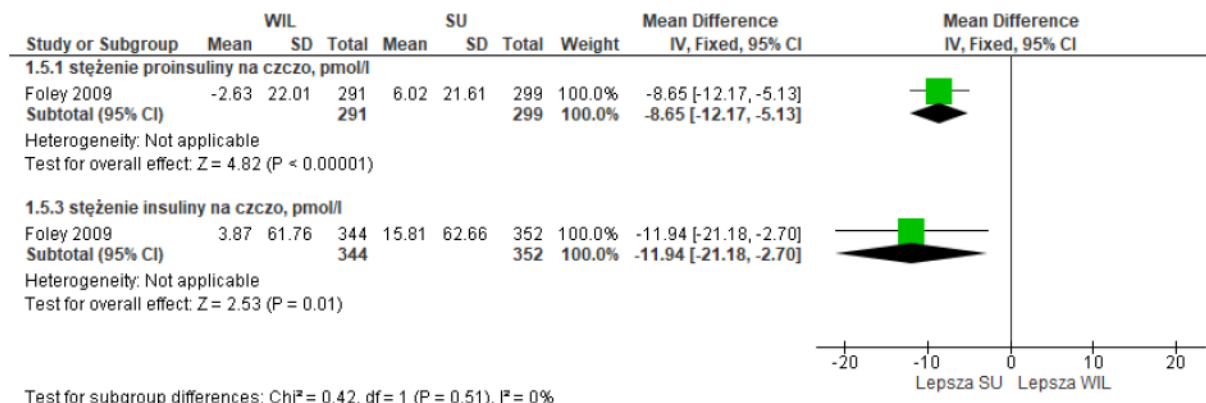 WIL SU Mean Difference Mean Difference
Study or Subgroup Mean SD Total Mean SD Total Weight IV, Fixed, 95% CI IV, Fixed, 95% CI
1.5.1 stężenie proinsuliny na czczo, pmol/l
Foley 2009 -2.63 22.01 291 6.02 21.61 299 100.0% -8.65 [-12.17, -5.13]
Subtotal (95% CI) 291 299 100.0% -8.65 [-12.17, -5.13]
Heterogeneity: Not applicable
Test for overall effect: Z = 4.82 (P < 0.00001)
1.5.3 stężenie insuliny na czczo, pmol/l
Foley 2009 3.87 61.76 344 15.81 62.66 352 100.0% -11.94 [-21.18, -2.70]
Subtotal (95% CI) 344 352 100.0% -11.94 [-21.18, -2.70]
Heterogeneity: Not applicable
Test for overall effect: Z = 2.53 (P = 0.01)
-20 -10 0 10 20
Lepsza SU Lepsza WIL
Test for subgroup differences: Chi² = 0.42, df = 1 (P = 0.51), I² = 0%